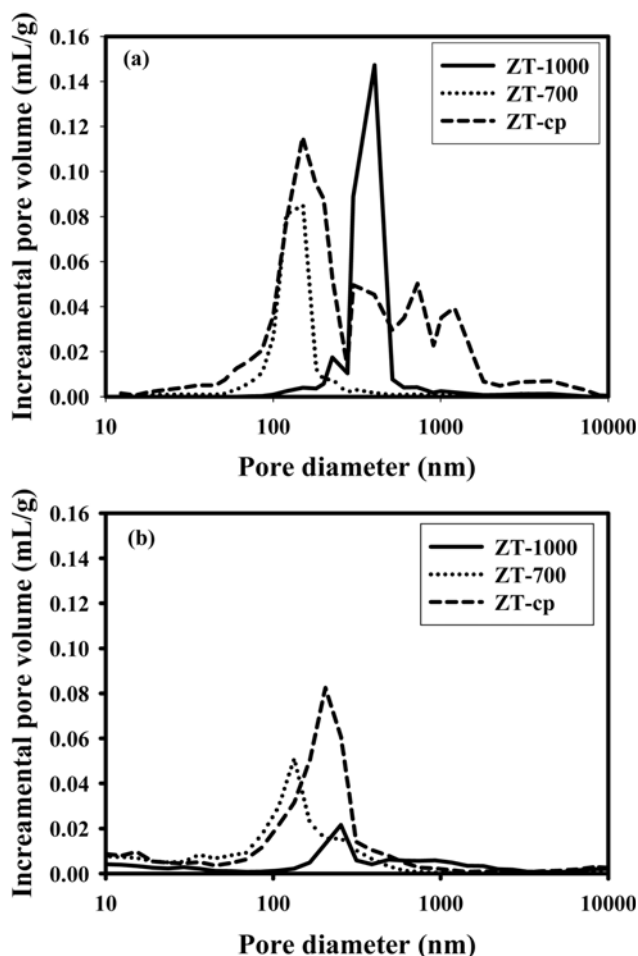 0.16
0.14
0.12
0.10
0.08
0.06
0.04
0.02
0.00
Increamental pore volume (mL/g)
(a)
ZT-1000
ZT-700
ZT-cp
10 100 1000 10000
Pore diameter (nm)
0.16
0.14
0.12
0.10
0.08
0.06
0.04
0.02
0.00
Increamental pore volume (mL/g)
(b)
ZT-1000
ZT-700
ZT-cp
10 100 1000 10000
Pore diameter (nm)